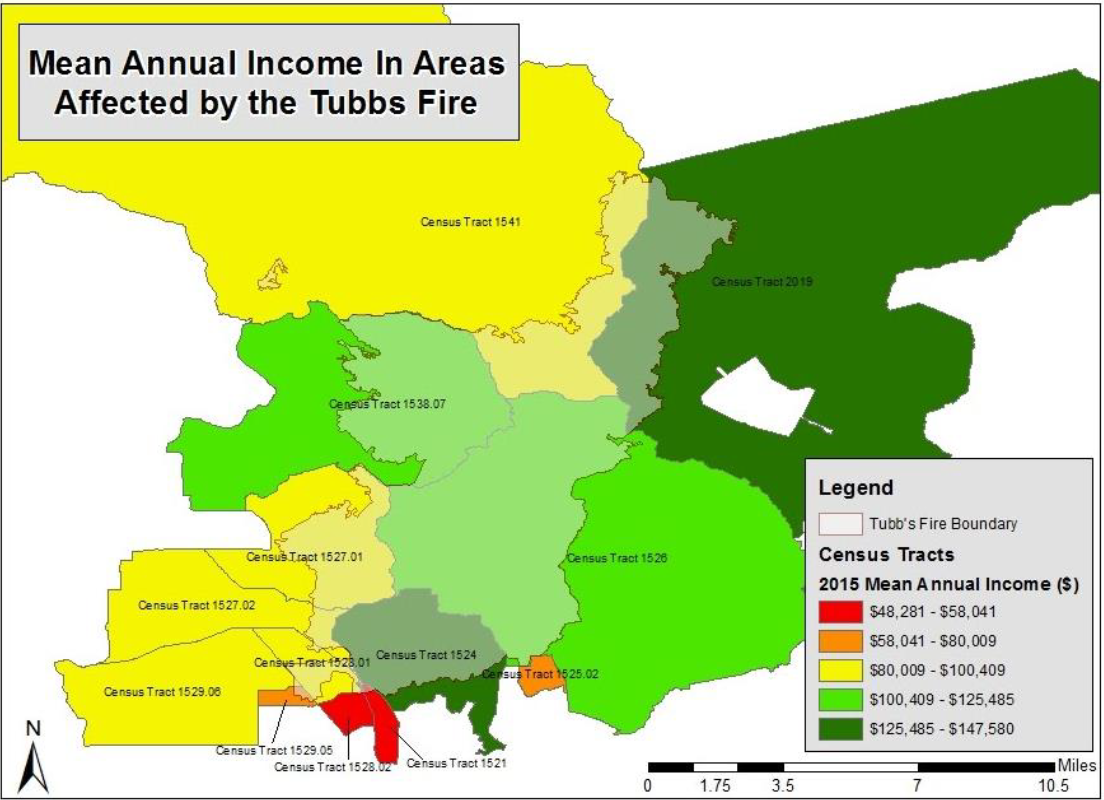 Mean Annual Income In Areas
Affected by the Tubbs Fire
Census Tract 1541
Census Tract 2019
Census Tract 1538.07
Census Tract 1527.01
Census Tract 1526
Census Tract 1527.02
Census Tract 1524
Census Tract 1528.01
Census Tract 1525.02
Census Tract 1529.06
Census Tract 1529.05
Census Tract 1528.02
Census Tract 1521
Legend
Tubb's Fire Boundary
Census Tracts
2015 Mean Annual Income ($)
$48,281 - $58,041
$58,041 - $80,009
$80,009 - $100,409
$100,409 - $125,485
$125,485 - $147,580
N
Miles
0 1.75 3.5 7 10.5